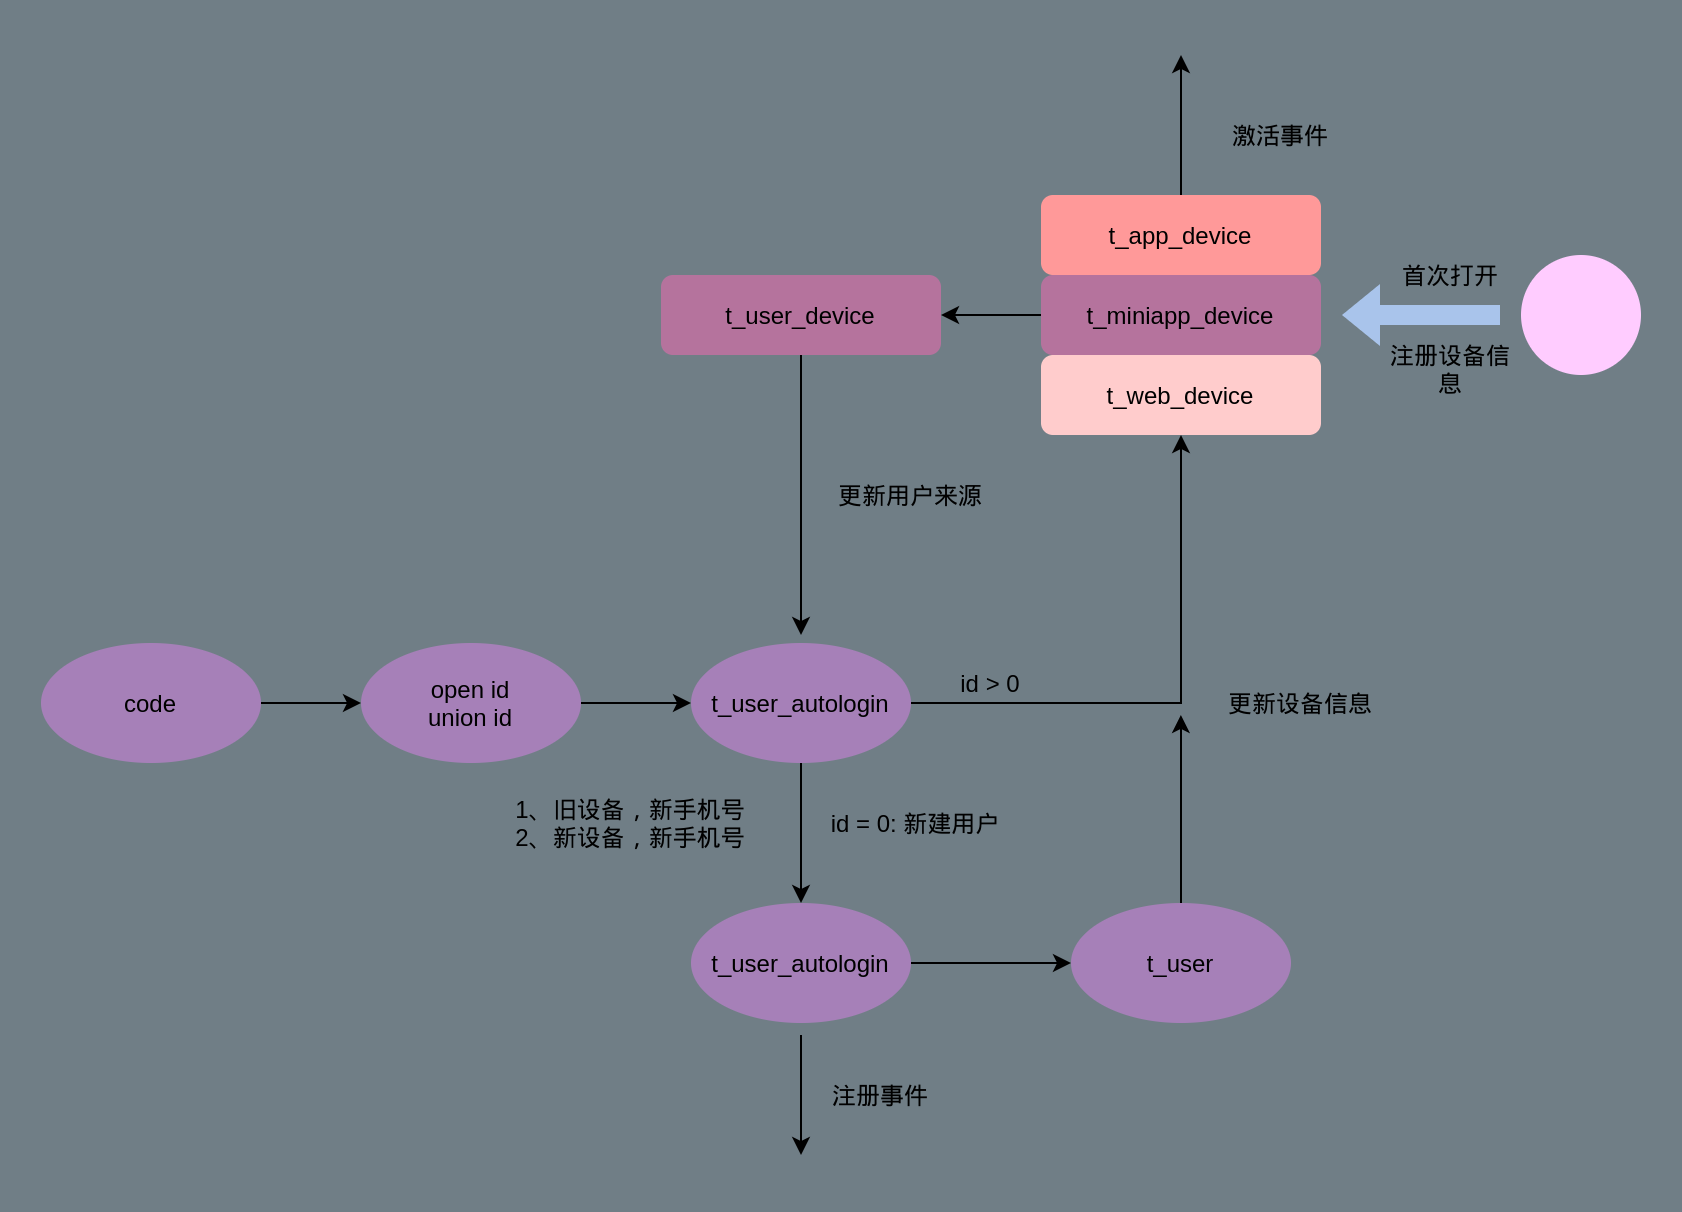 激活事件
t_app_device
首次打开
t_user_device
t_miniapp_device
注册设备信
息
t_web_device
更新用户来源
id > 0
code
open id
union id
t_user_autologin
更新设备信息
1、旧设备，新手机号
2、新设备，新手机号
id = 0: 新建用户
t_user_autologin
t_user
注册事件